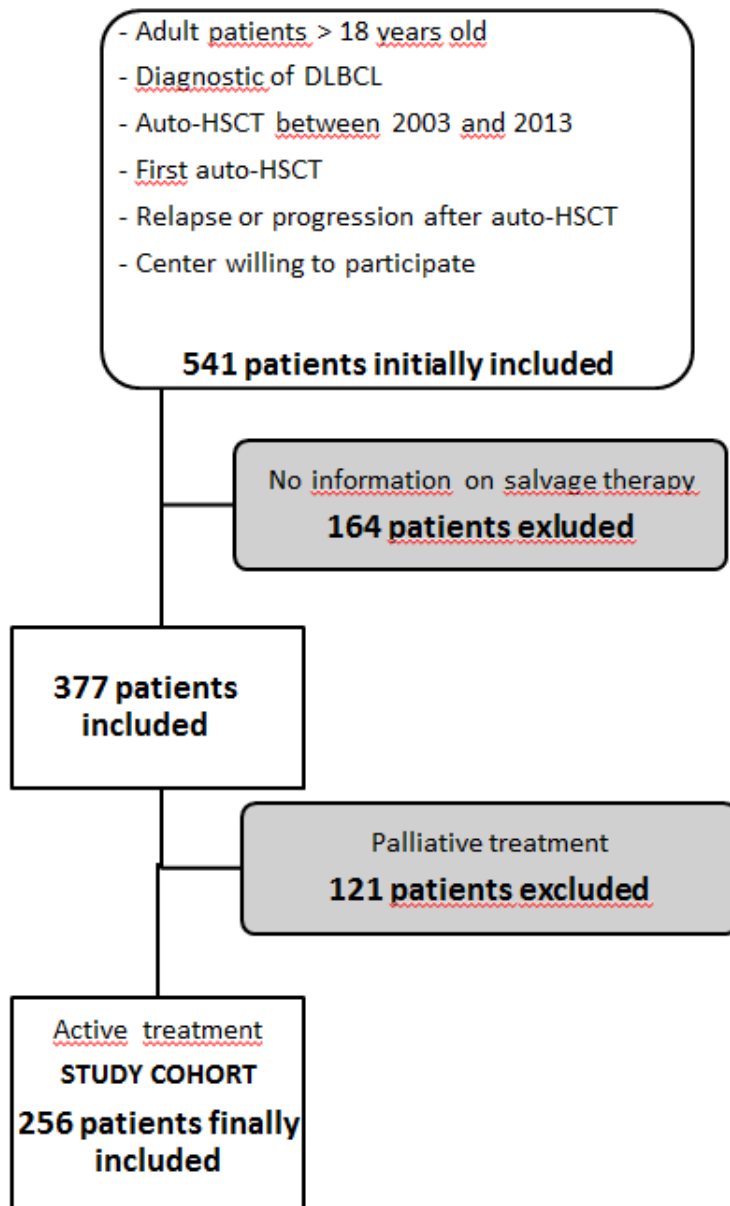 - Adult patients > 18 years old
- Diagnostic of DLBCL
- Auto-HSCT between 2003 and 2013
- First auto-HSCT
- Relapse or progression after auto-HSCT
- Center willing to participate
541 patients initially included
No information on salvage therapy
164 patients exluded
377 patients
included
Palliative treatment
121 patients excluded
Active treatment
STUDY COHORT
256 patients finally
included